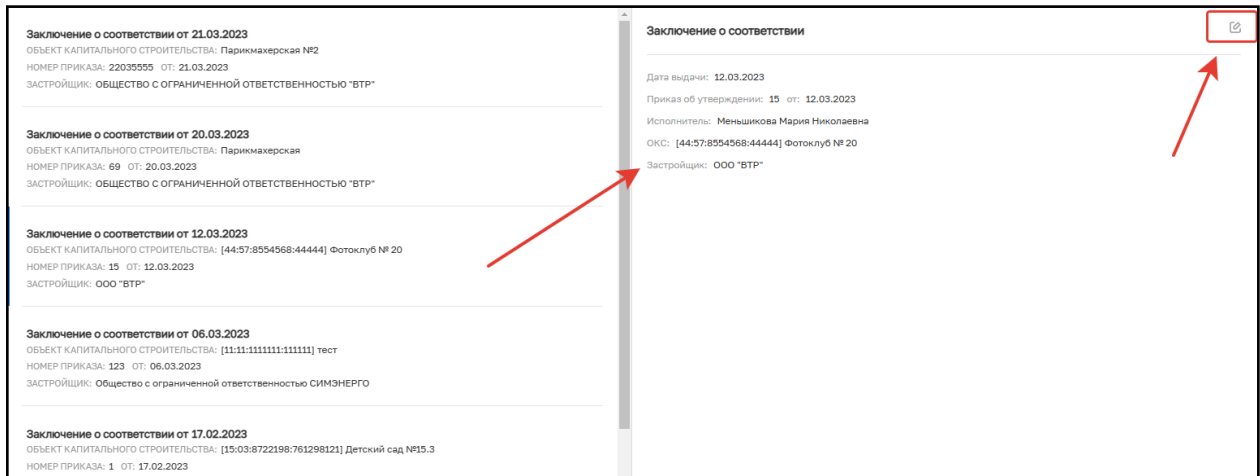 Заключение о соответствии от 21.03.2023
ОБЪЕКТ КАПИТАЛЬНОГО СТРОИТЕЛЬСТВА: Парикмахерская №2
НОМЕР ПРИКАЗА: 22035555 ОТ: 21.03.2023
ЗАСТРОЙЩИК: ОБЩЕСТВО С ОГРАНИЧЕННОЙ ОТВЕТСТВЕННОСТЬЮ "ВТР"
Заключение о соответствии от 20.03.2023
ОБЪЕКТ КАПИТАЛЬНОГО СТРОИТЕЛЬСТВА: Парикмахерская
НОМЕР ПРИКАЗА: 69 ОТ: 20.03.2023
ЗАСТРОЙЩИК: ОБЩЕСТВО С ОГРАНИЧЕННОЙ ОТВЕТСТВЕННОСТЬЮ "ВТР"
Заключение о соответствии от 12.03.2023
ОБЪЕКТ КАПИТАЛЬНОГО СТРОИТЕЛЬСТВА: [44:57:8554568:44444] Фотоклуб № 20
НОМЕР ПРИКАЗА: 15 ОТ: 12.03.2023
ЗАСТРОЙЩИК: ООО "ВТР"
Заключение о соответствии от 06.03.2023
ОБЪЕКТ КАПИТАЛЬНОГО СТРОИТЕЛЬСТВА: [11:11:1111111:111111] тест
НОМЕР ПРИКАЗА: 123 ОТ: 06.03.2023
ЗАСТРОЙЩИК: Общество с ограниченной ответственностью СИМЭНЕРГО
Заключение о соответствии от 17.02.2023
ОБЪЕКТ КАПИТАЛЬНОГО СТРОИТЕЛЬСТВА: [15:03:8722198:761298121] Детский сад №15.3
НОМЕР ПРИКАЗА: 1 ОТ: 17.02.2023
Заключение о соответствии
Дата выдачи: 12.03.2023
Приказ об утверждении: 15 от: 12.03.2023
Исполнитель: Меньшикова Мария Николаевна
ОКС: [44:57:8554568:44444] Фотоклуб № 20
Застройщик: ООО "ВТР"